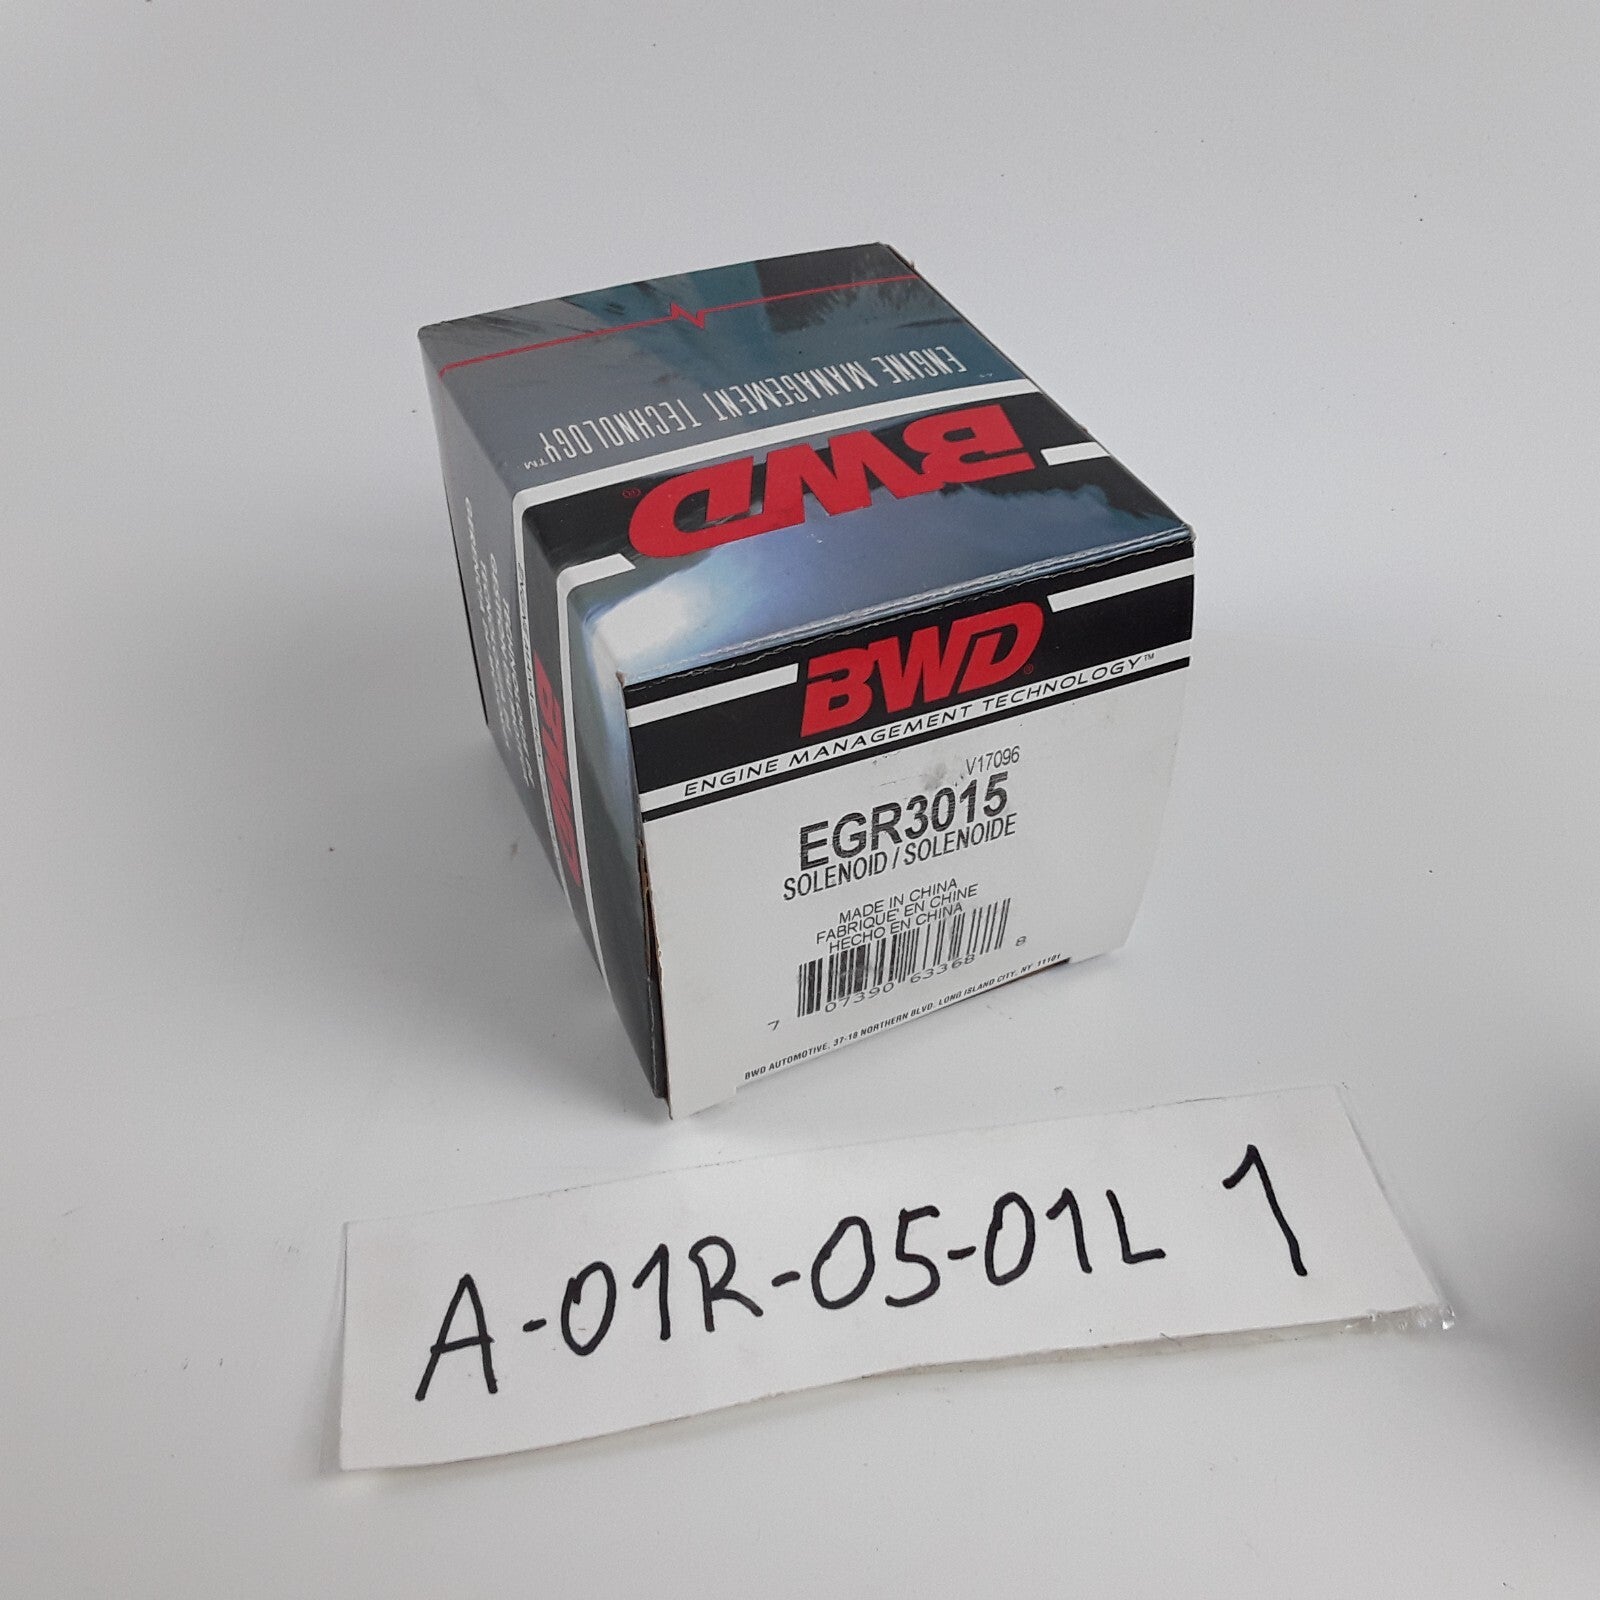 ENGINE MANAGEMENT TECHNOLOGY™
BWD®
BWD®
ENGINE MANAGEMENT TECHNOLOGY™
V17096
EGR3015
SOLENOID / SOLENOIDE
MADE IN CHINA
FABRIQUE' EN CHINE
HECHO EN CHINA
7 07390 63368 8
BWD AUTOMOTIVE, 37-18 NORTHERN BLVD. LONG ISLAND CITY, NY 11101
BWD
A-01R-05-01L 1